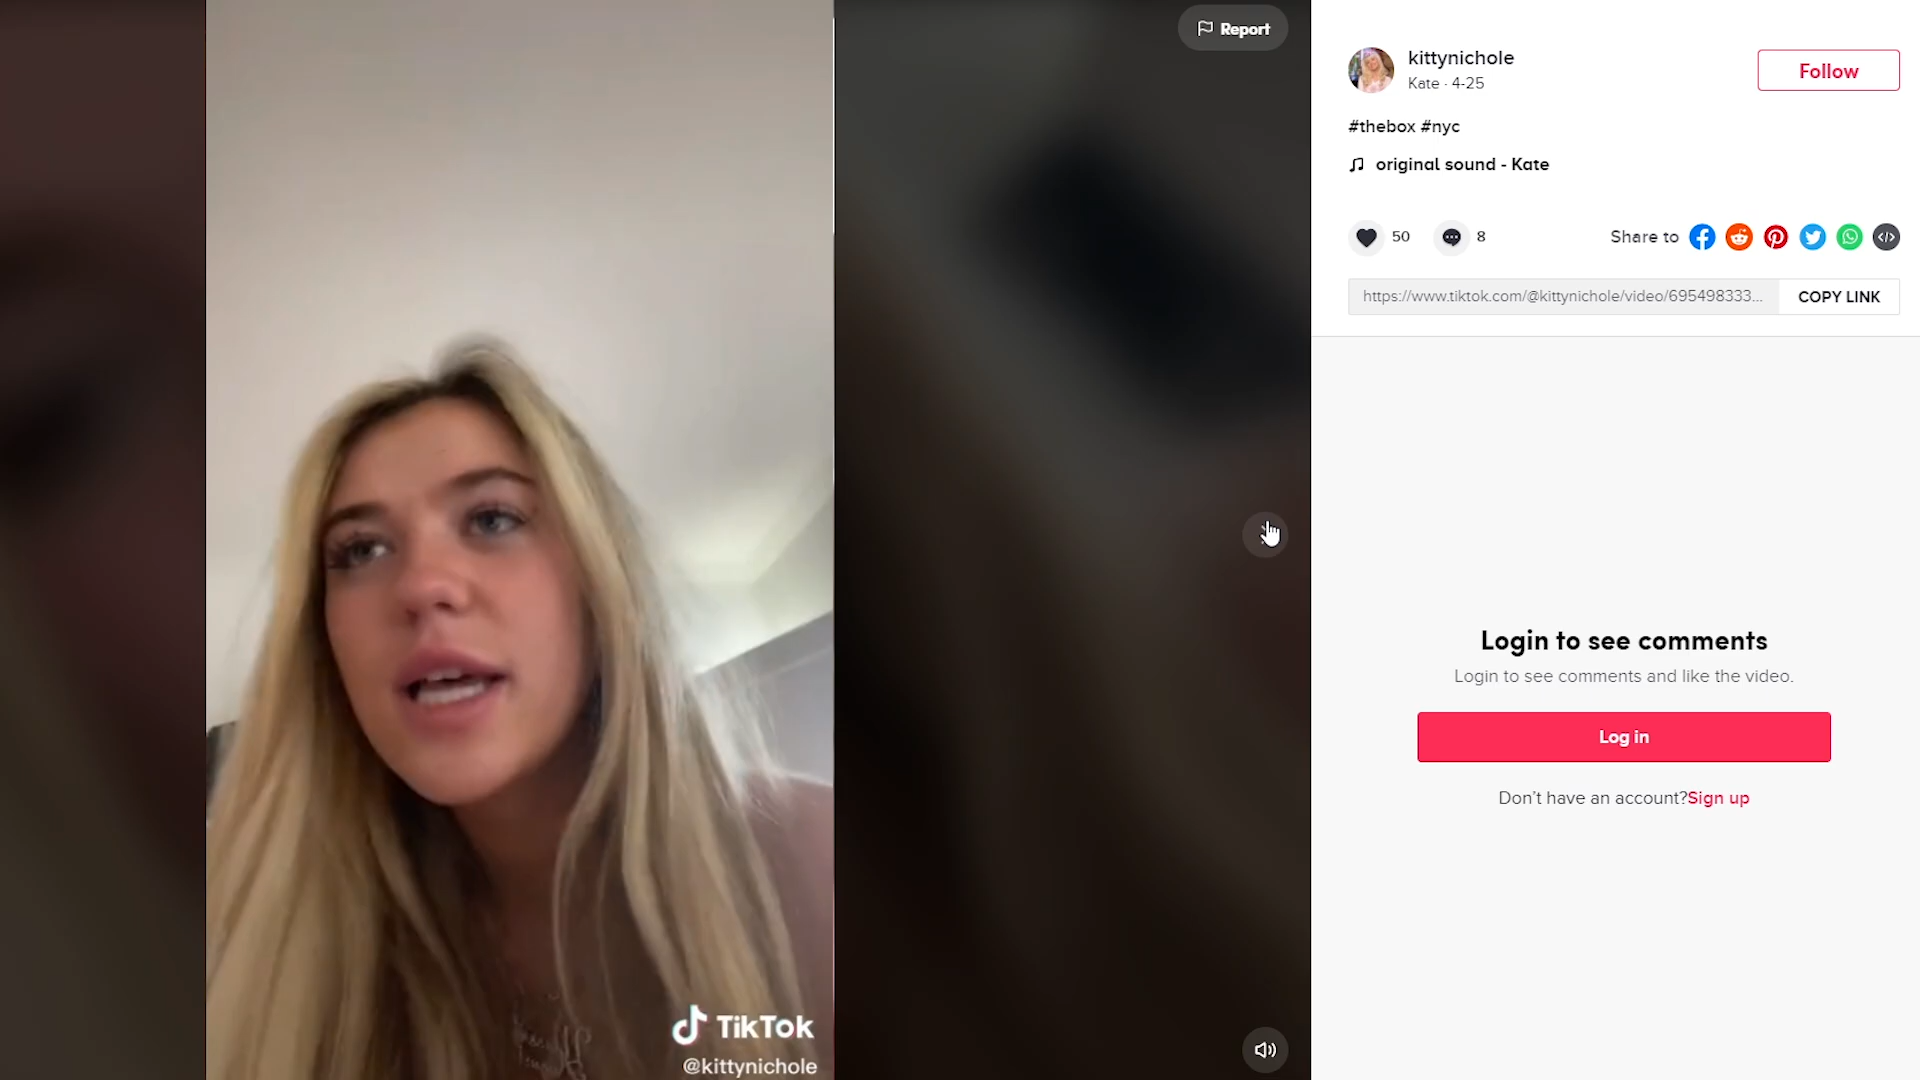 Report
TikTok
@kittynichole
kittynichole
Kate · 4-25
Follow
#thebox #nyc
original sound - Kate
50
8
Share to
https://www.tiktok.com/@kittynichole/video/695498333...
COPY LINK
Login to see comments
Login to see comments and like the video.
Log in
Don't have an account?Sign up